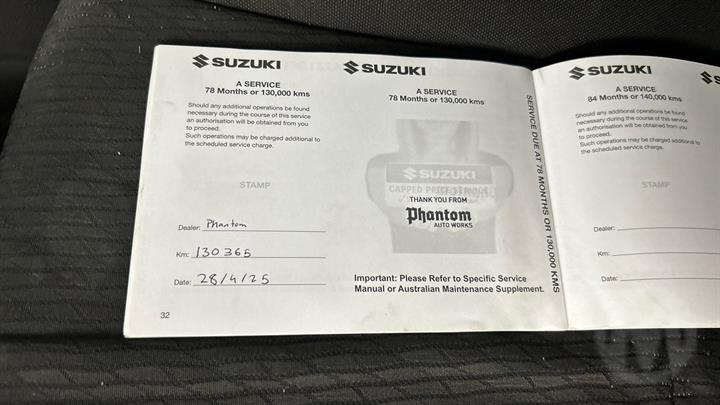 SUZUKI
A SERVICE
78 Months or 130,000 kms
Should any additional operations be found
necessary during the course of this service
an authorisation will be obtained from you
to proceed.
Such operations may be charged additional to
the scheduled service charge.
STAMP
Dealer: Phantom
Km: 130365
Date: 28/4/25
32
SUZUKI
A SERVICE
78 Months or 130,000 kms
SUZUKI
CAPPED PRICE SERVICE
THANK YOU FROM
Phantom
AUTO WORKS
Important: Please Refer to Specific Service
Manual or Australian Maintenance Supplement.
SERVICE DUE AT 78 MONTHS OR 130,000 KMS
SUZUKI
A SERVICE
84 Months or 140,000 kms
Should any additional operations be found
necessary during the course of this service
an authorisation will be obtained from you
to proceed.
Such operations may be charged additional to
the scheduled service charge.
STAMP
Dealer:
Km:
Date: